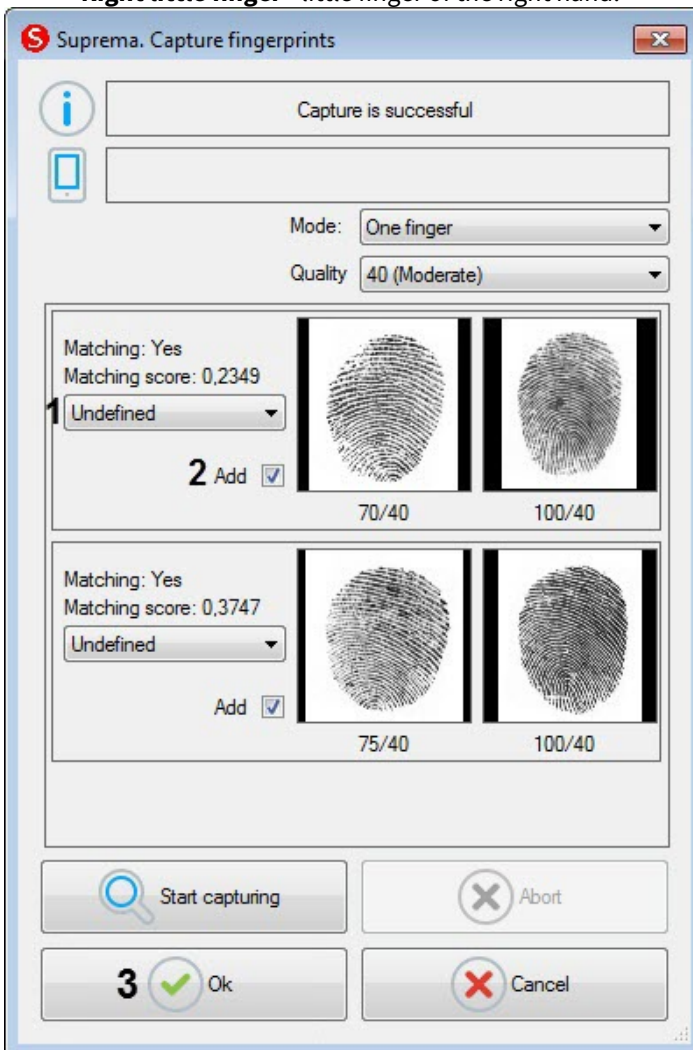 Right little finger - little finger of the right hand.
Suprema. Capture fingerprints
Capture is successful
Mode: One finger
Quality 40 (Moderate)
Matching: Yes
Matching score: 0,2349
1 Undefined
2 Add
70/40 100/40
Matching: Yes
Matching score: 0,3747
Undefined
Add
75/40 100/40
Start capturing Abort
3 Ok Cancel